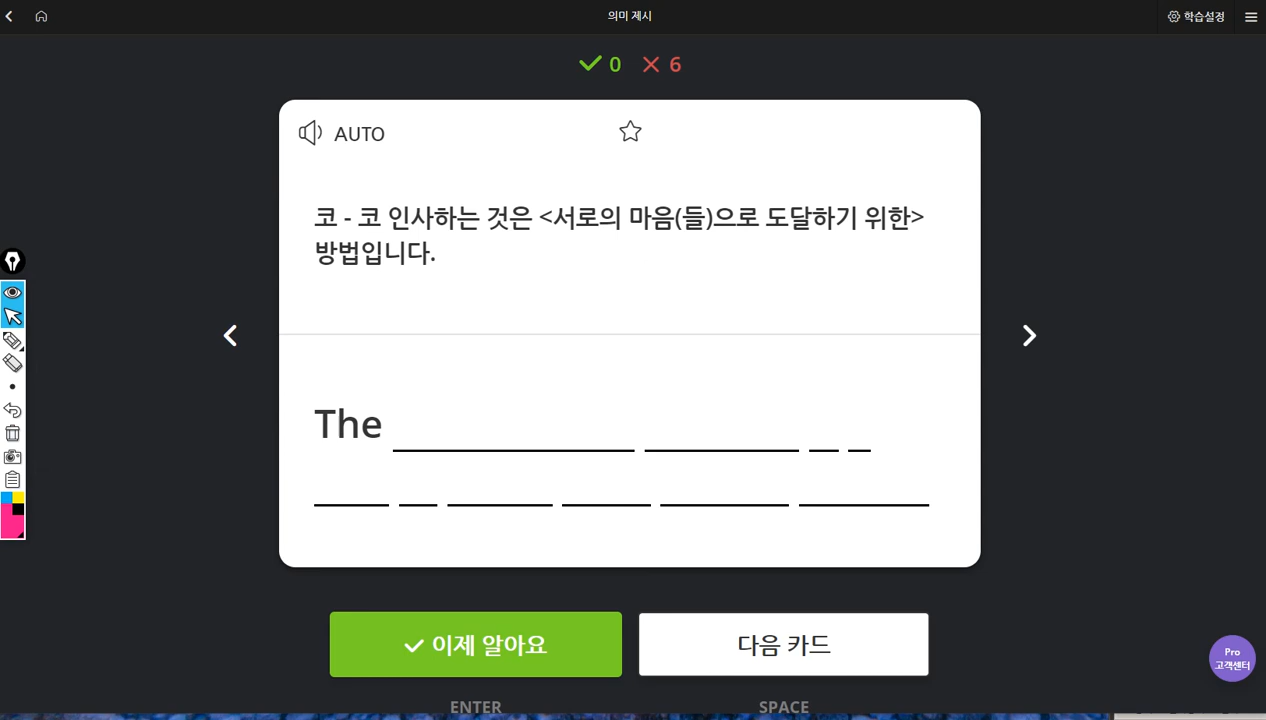 의미 제시
학습설정
0 6
AUTO
코 - 코 인사하는 것은 <서로의 마음(들)으로 도달하기 위한>
방법입니다.
The
이제 알아요
다음 카드
ENTER
SPACE
Pro
고객센터